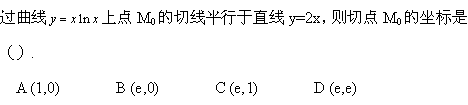 过曲线 y = x ln x 上点 M₀ 的切线平行于直线 y=2x，则切点 M₀ 的坐标是
（）.
A (1,0) B (e,0) C (e, 1) D (e,e)